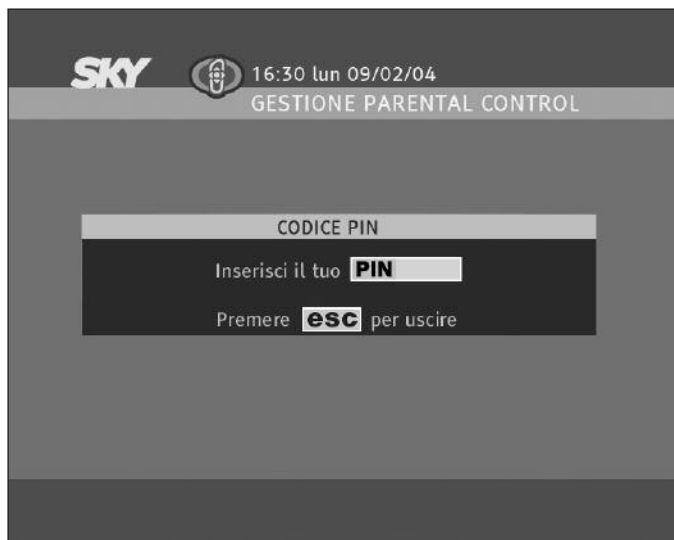 SKY 16:30 lun 09/02/04
GESTIONE PARENTAL CONTROL
CODICE PIN
Inserisci il tuo PIN
Premere esc per uscire